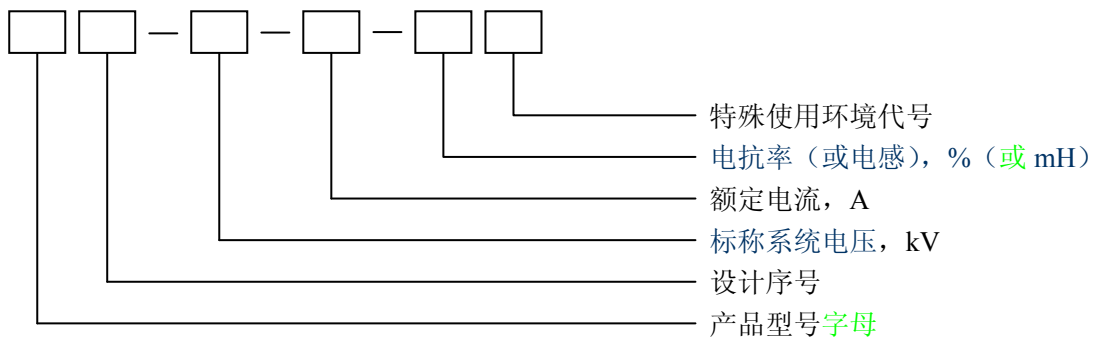 特殊使用环境代号
电抗率（或电感），%（或 mH）
额定电流，A
标称系统电压，kV
设计序号
产品型号字母